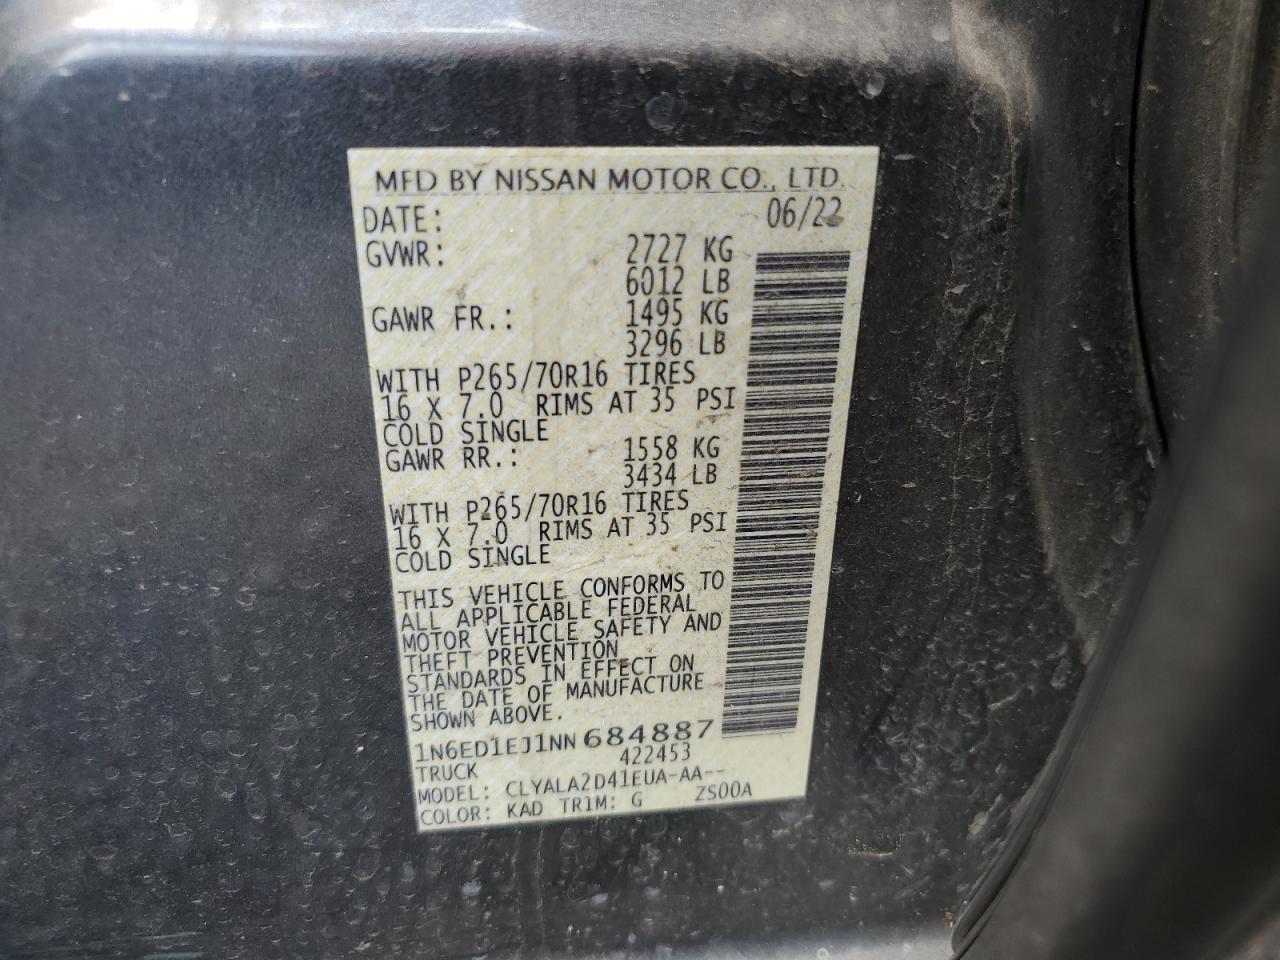 MFD BY NISSAN MOTOR CO., LTD.
DATE: 06/22
GVWR: 2727 KG
6012 LB
GAWR FR.: 1495 KG
3296 LB
WITH P265/70R16 TIRES
16 X 7.0 RIMS AT 35 PSI
COLD SINGLE
GAWR RR.: 1558 KG
3434 LB
WITH P265/70R16 TIRES
16 X 7.0 RIMS AT 35 PSI
COLD SINGLE
THIS VEHICLE CONFORMS TO
ALL APPLICABLE FEDERAL
MOTOR VEHICLE SAFETY AND
THEFT PREVENTION
STANDARDS IN EFFECT ON
THE DATE OF MANUFACTURE
SHOWN ABOVE.
1N6ED1EJ1NN684887
TRUCK 422453
MODEL: CLYALA2D41EUA-AA--
COLOR: KAD TRIM: G ZS00A